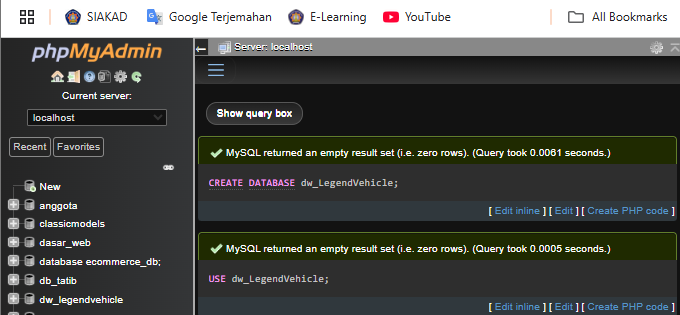 SIAKAD Google Terjemahan E-Learning YouTube All Bookmarks
phpMyAdmin
Current server:
localhost
Recent Favorites
New
anggota
classicmodels
dasar_web
database ecommerce_db;
db_tatib
dw_legendvehicle
Server: localhost
Show query box
MySQL returned an empty result set (i.e. zero rows). (Query took 0.0061 seconds.)
CREATE DATABASE dw_LegendVehicle;
[ Edit inline ] [ Edit ] [ Create PHP code ]
MySQL returned an empty result set (i.e. zero rows). (Query took 0.0005 seconds.)
USE dw_LegendVehicle;
[ Edit inline ] [ Edit ] [ Create PHP code ]